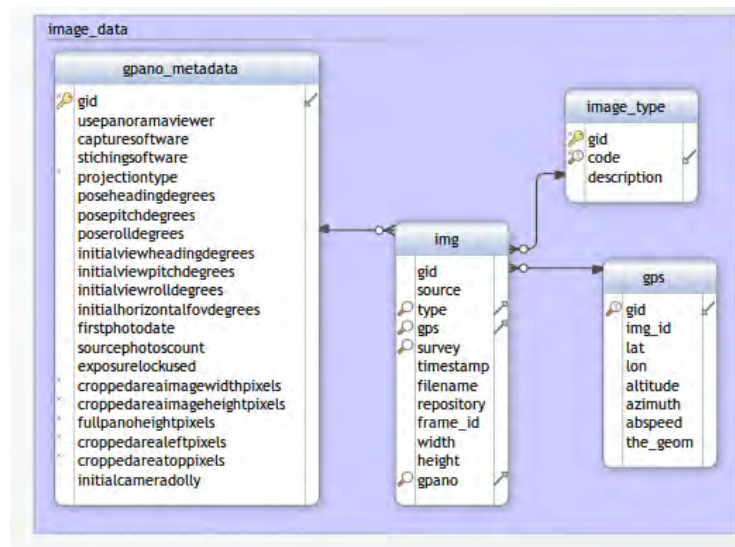 image_data
gpano_metadata
gid
usepanoramaviewer
capturesoftware
stichingsoftware
projectiontype
poseheadingdegrees
posepitchdegrees
poserolldegrees
initialviewheadingdegrees
initialviewpitchdegrees
initialviewrolldegrees
initialhorizontalfovdegrees
firstphotodate
sourcephotoscount
exposurelockused
croppedareaimagewidthpixels
croppedareaimageheightpixels
fullpanoheightpixels
croppedarealeftpixels
croppedareatoppixels
initialcameradolly
img
gid
source
type
gps
survey
timestamp
filename
repository
frame_id
width
height
gpano
image_type
gid
code
description
gps
gid
img_id
lat
lon
altitude
azimuth
abspeed
the_geom